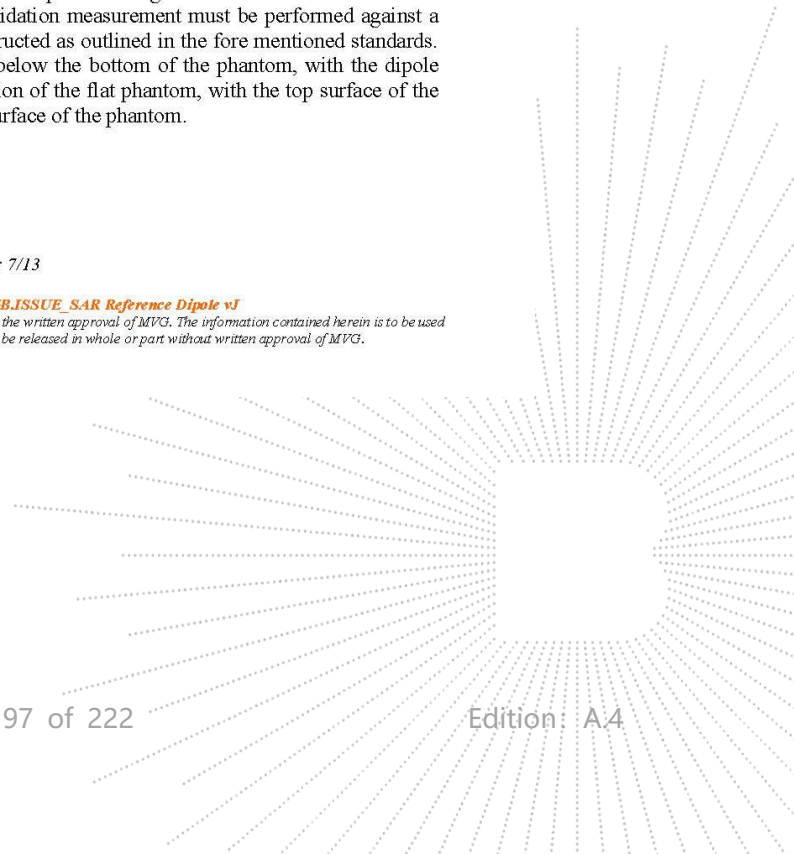 idation measurement must be performed against a
ructed as outlined in the fore mentioned standards.
below the bottom of the phantom, with the dipole
ion of the flat phantom, with the top surface of the
urface of the phantom.
: 7/13
B.ISSUE_SAR Reference Dipole vJ
the written approval of MVG. The information contained herein is to be used
be released in whole or part without written approval of MVG.
97 of 222
Edition: A.4